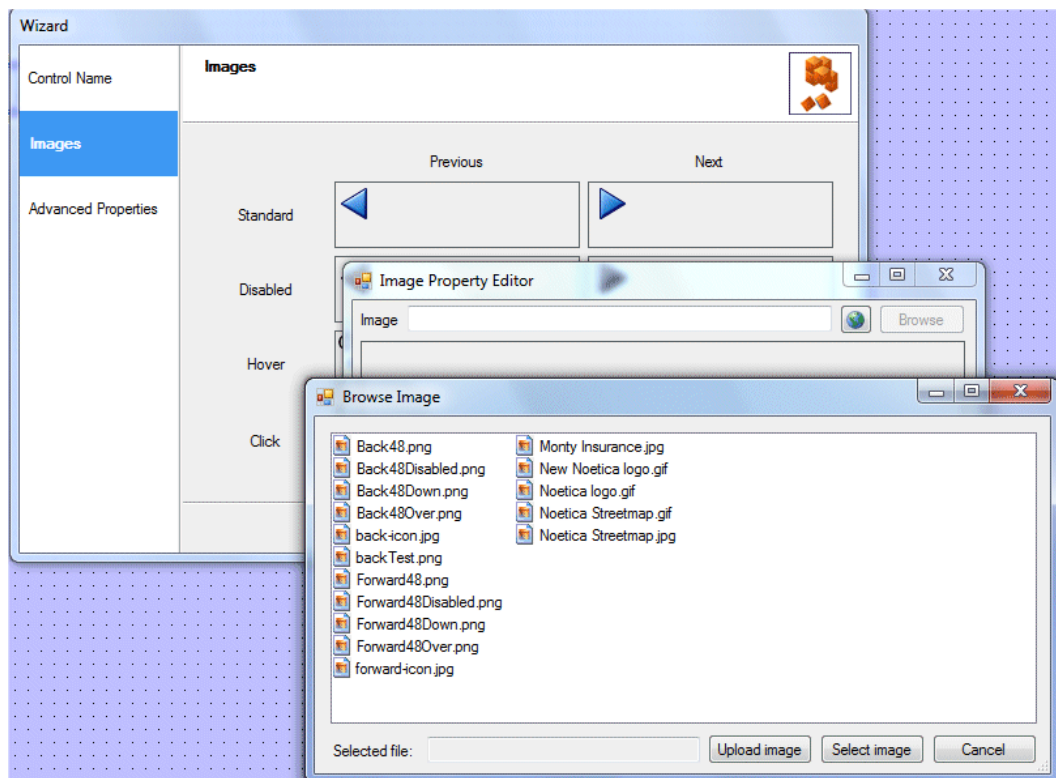 Wizard
Control Name
Images
Advanced Properties
Images
Previous
Next
Standard
Disabled
Hover
Click
Image Property Editor
Image
Browse
Browse Image
Back48.png
Back48Disabled.png
Back48Down.png
Back48Over.png
back-icon.jpg
backTest.png
Forward48.png
Forward48Disabled.png
Forward48Down.png
Forward48Over.png
forward-icon.jpg
Monty Insurance.jpg
New Noetica logo.gif
Noetica logo.gif
Noetica Streetmap.gif
Noetica Streetmap.jpg
Selected file:
Upload image
Select image
Cancel